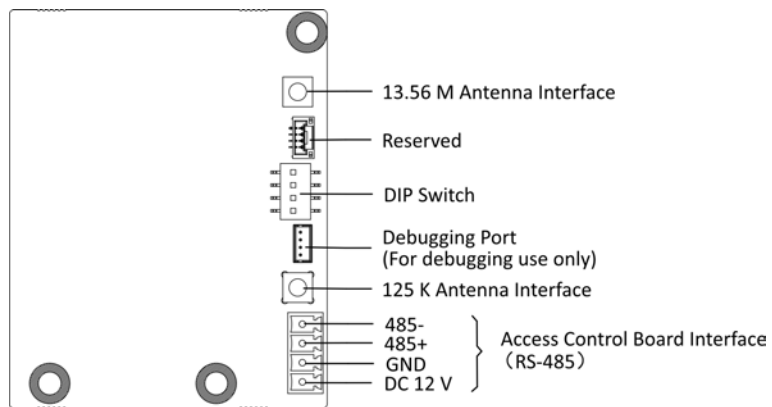 13.56 M Antenna Interface
Reserved
DIP Switch
Debugging Port
(For debugging use only)
125 K Antenna Interface
485-
485+
GND
DC 12 V
Access Control Board Interface
（RS-485）